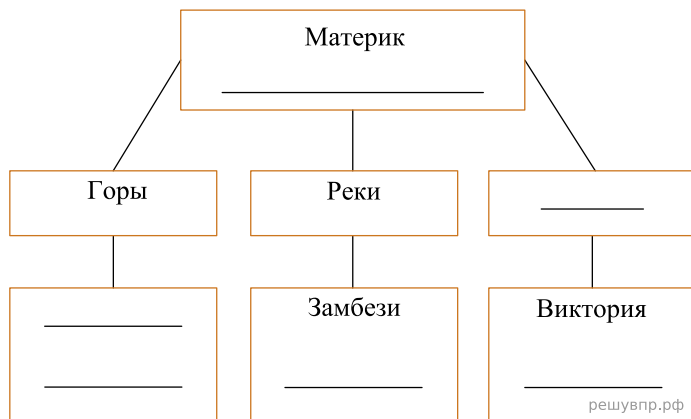 Материк
Горы
Реки
Замбези
Виктория
решувпр.рф